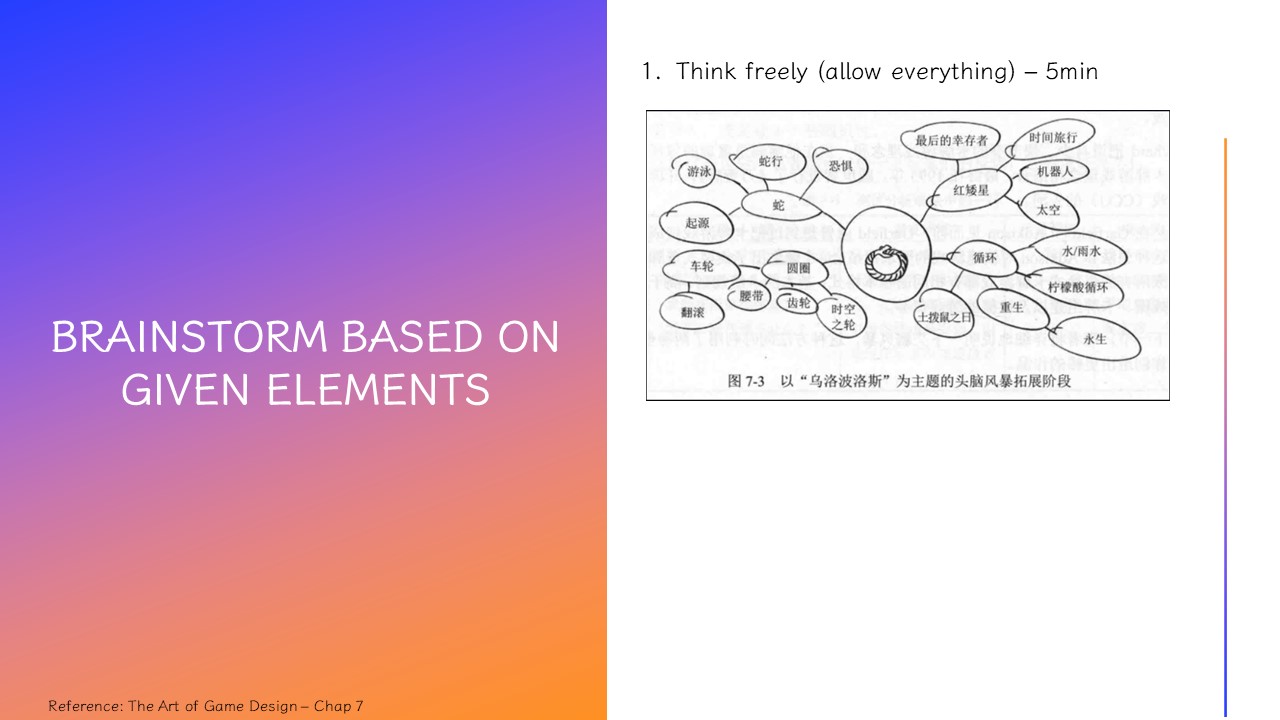 BRAINSTORM BASED ON
GIVEN ELEMENTS
Reference: The Art of Game Design – Chap 7
1. Think freely (allow everything) – 5min
最后的幸存者
时间旅行
游泳
蛇行
恐惧
机器人
红矮星
蛇
太空
起源
水/雨水
循环
车轮
圆圈
柠檬酸循环
腰带
齿轮
时空
之轮
翻滚
土拨鼠之日
重生
永生
图 7-3 以“乌洛波洛斯”为主题的头脑风暴拓展阶段